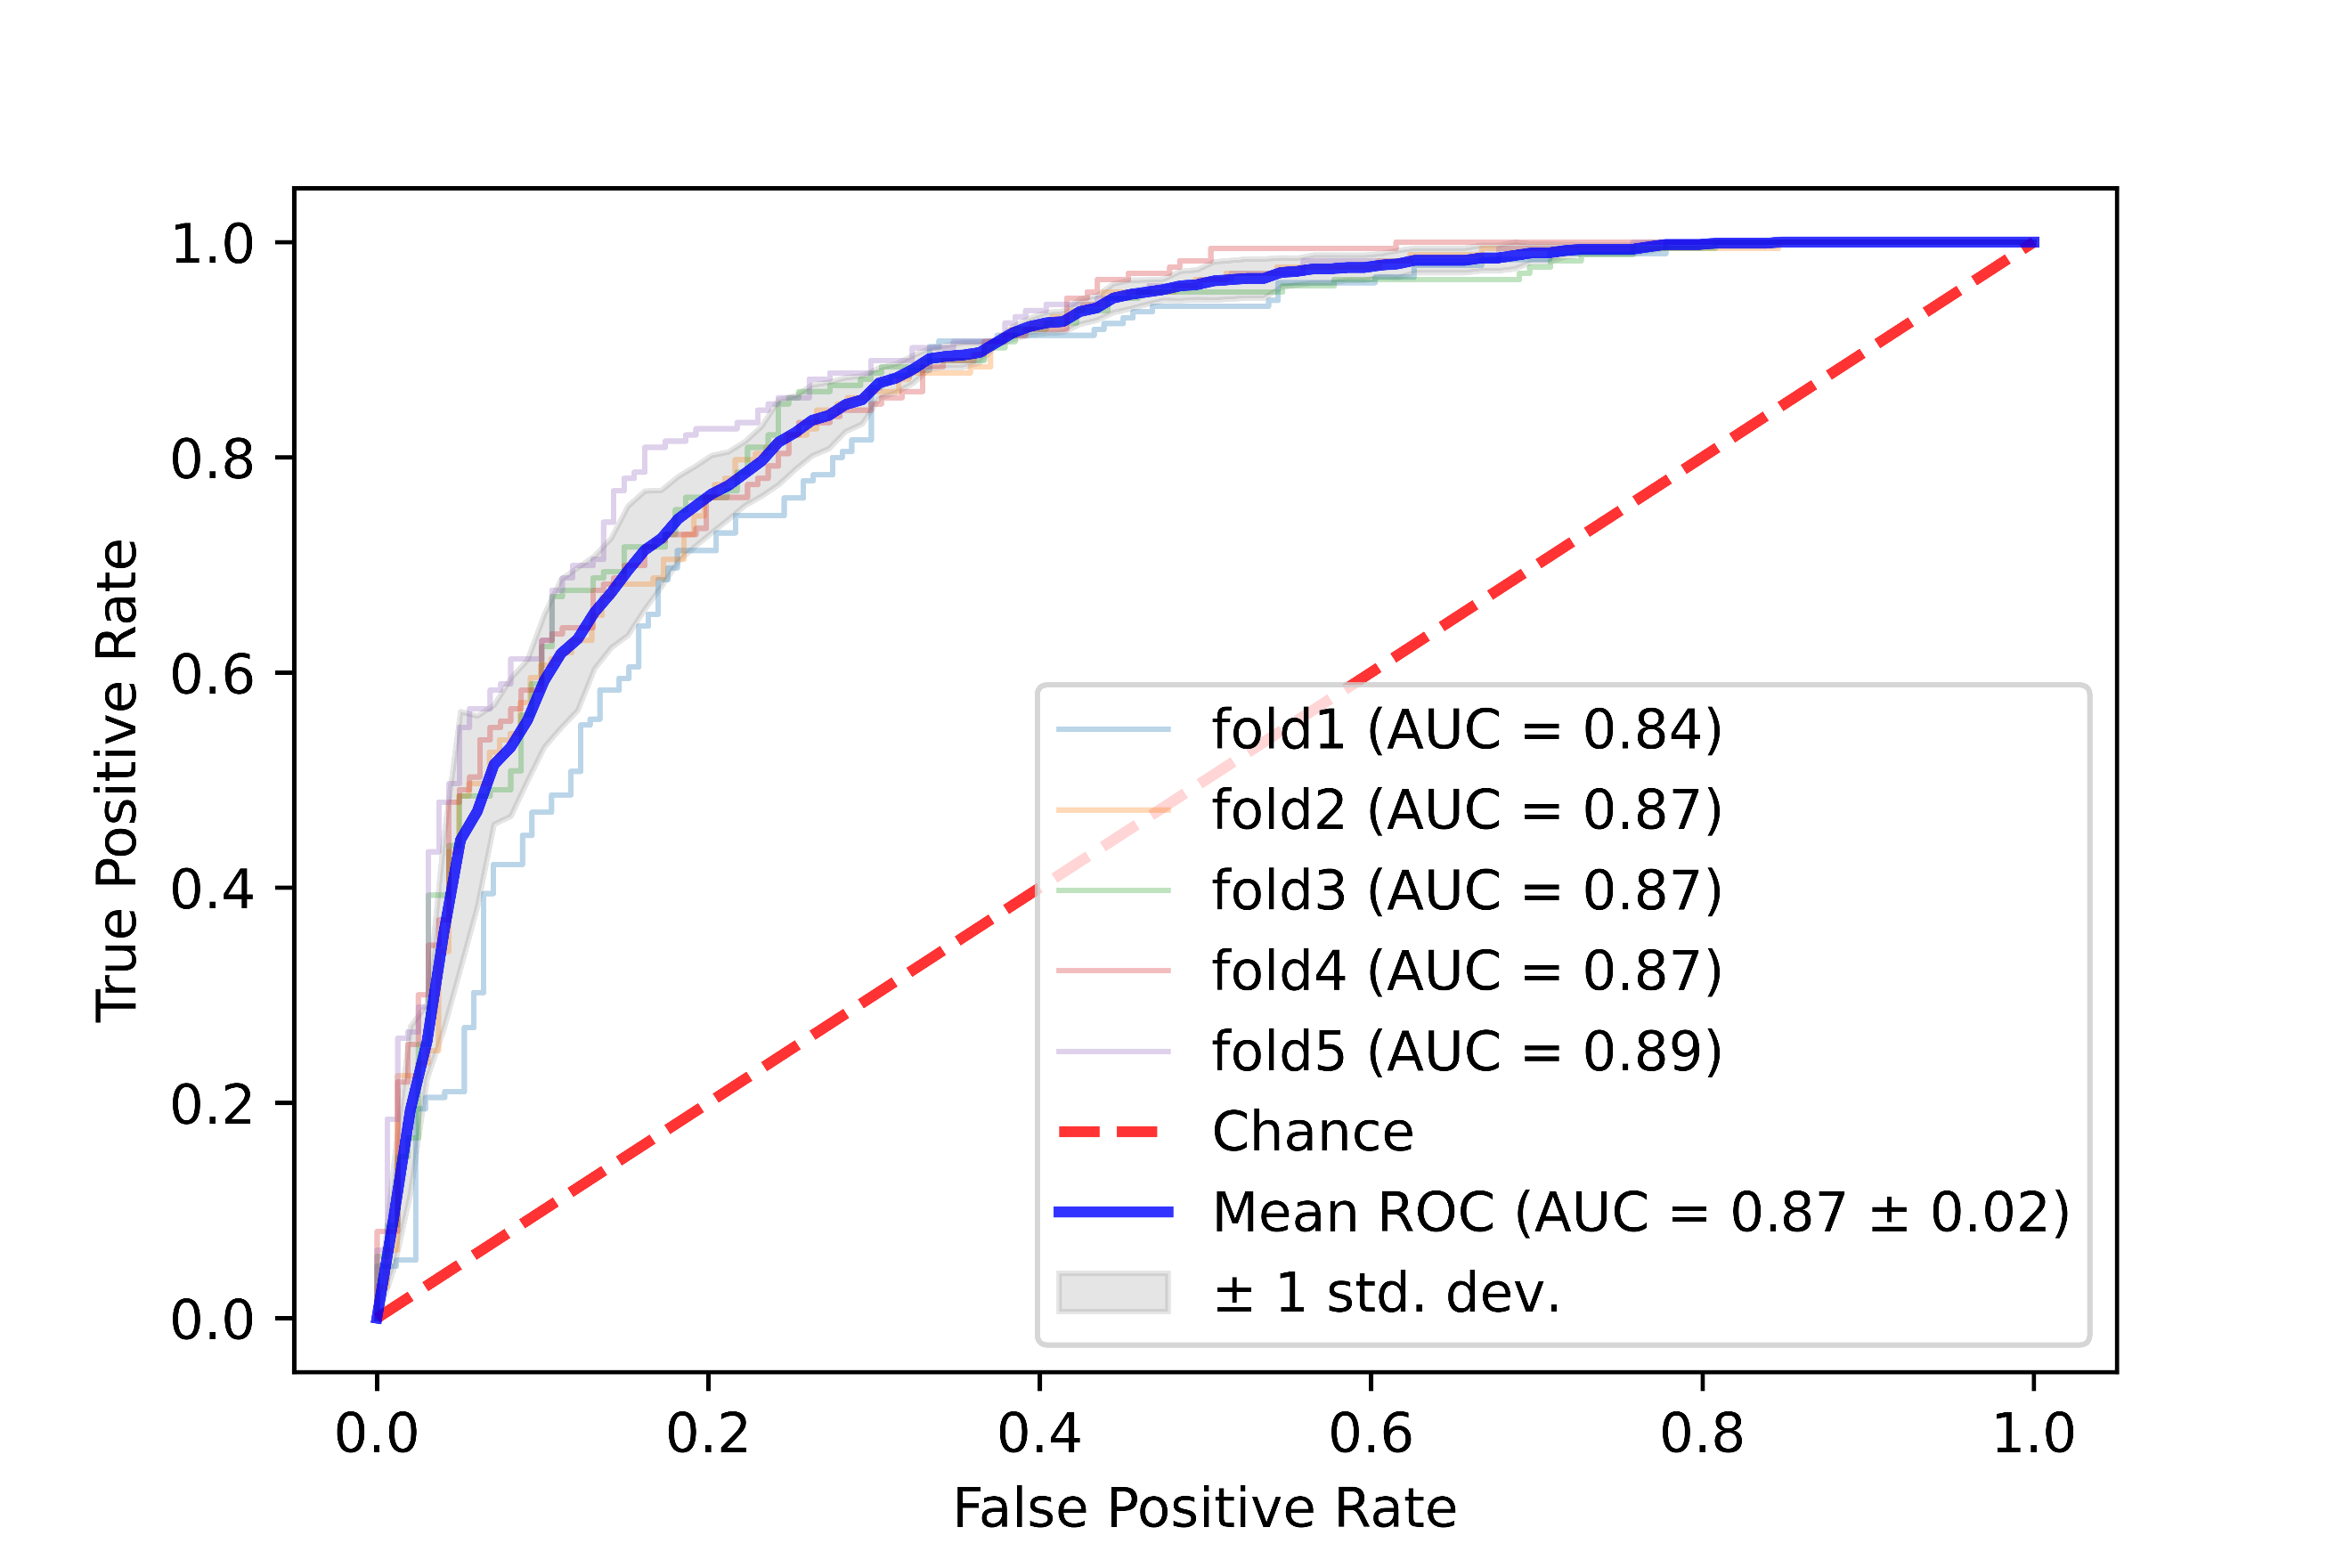 1.0
0.8
0.6
0.4
0.2
0.0
True Positive Rate
fold1 (AUC = 0.84)
fold2 (AUC = 0.87)
fold3 (AUC = 0.87)
fold4 (AUC = 0.87)
fold5 (AUC = 0.89)
Chance
Mean ROC (AUC = 0.87 ± 0.02)
± 1 std. dev.
0.0 0.2 0.4 0.6 0.8 1.0
False Positive Rate